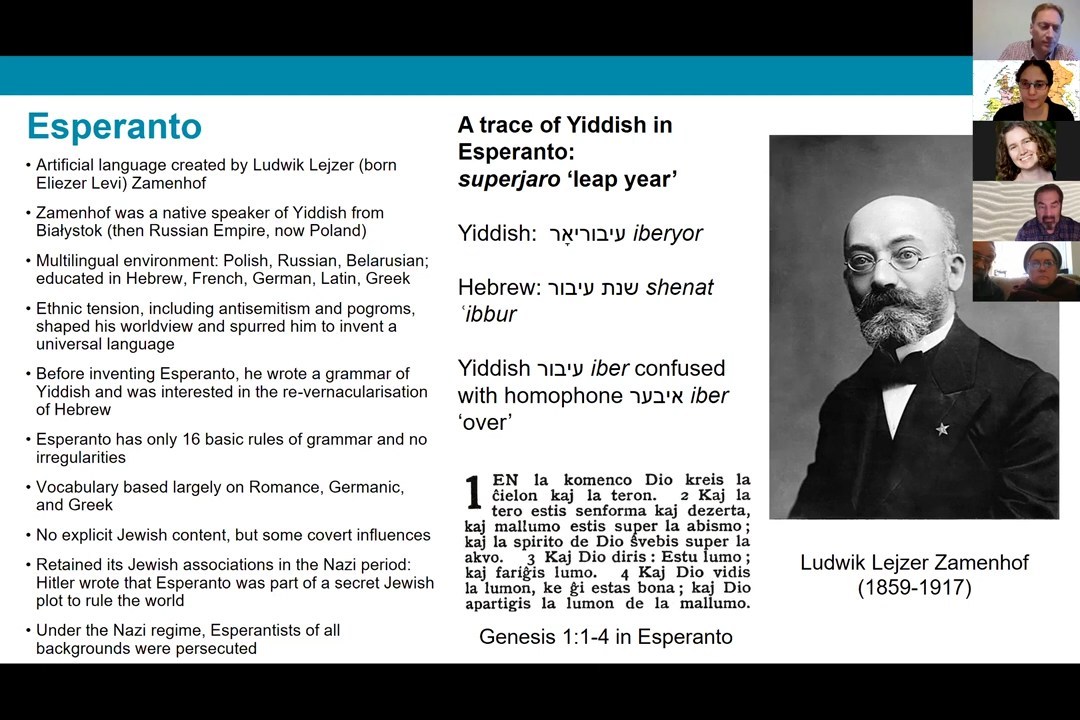 Esperanto
• Artificial language created by Ludwik Lejzer (born
Eliezer Levi) Zamenhof
• Zamenhof was a native speaker of Yiddish from
Białystok (then Russian Empire, now Poland)
• Multilingual environment: Polish, Russian, Belarusian;
educated in Hebrew, French, German, Latin, Greek
• Ethnic tension, including antisemitism and pogroms,
shaped his worldview and spurred him to invent a
universal language
• Before inventing Esperanto, he wrote a grammar of
Yiddish and was interested in the re-vernacularisation
of Hebrew
• Esperanto has only 16 basic rules of grammar and no
irregularities
• Vocabulary based largely on Romance, Germanic,
and Greek
• No explicit Jewish content, but some covert influences
• Retained its Jewish associations in the Nazi period:
Hitler wrote that Esperanto was part of a secret Jewish
plot to rule the world
• Under the Nazi regime, Esperantists of all
backgrounds were persecuted
A trace of Yiddish in
Esperanto:
superjaro ‘leap year’
Yiddish: עיבוריאָר iberyor
Hebrew: שנת עיבור shenat
ʿibbur
Yiddish עיבור iber confused
with homophone איבער iber
‘over’
1 EN la komenco Dio kreis la
ĉielon kaj la teron. 2 Kaj la
tero estis senforma kaj dezerta,
kaj mallumo estis super la abismo;
kaj la spirito de Dio ŝvebis super la
akvo. 3 Kaj Dio diris: Estu lumo;
kaj fariĝis lumo. 4 Kaj Dio vidis
la lumon, ke ĝi estas bona; kaj Dio
apartigis la lumon de la mallumo.
Genesis 1:1-4 in Esperanto
Ludwik Lejzer Zamenhof
(1859-1917)